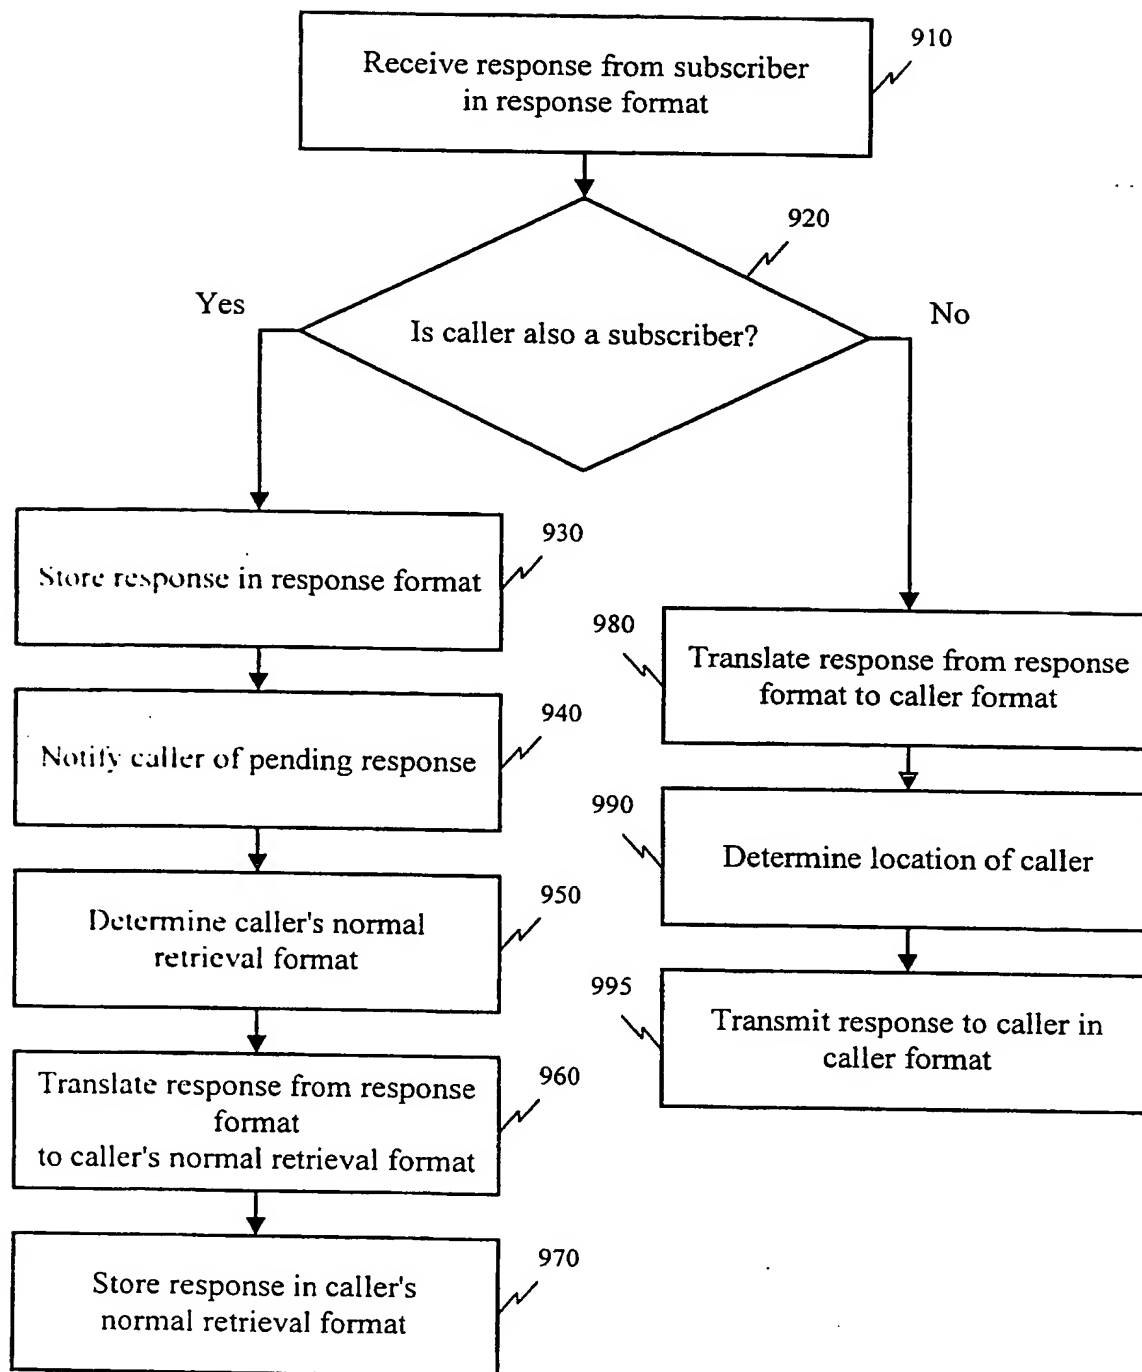 Receive response from subscriber
in response format
910
920
Is caller also a subscriber?
Yes
No
Store response in response format
930
Notify caller of pending response
940
Determine caller's normal
retrieval format
950
Translate response from response
format
to caller's normal retrieval format
960
Store response in caller's
normal retrieval format
970
980
Translate response from response
format to caller format
990
Determine location of caller
995
Transmit response to caller in
caller format